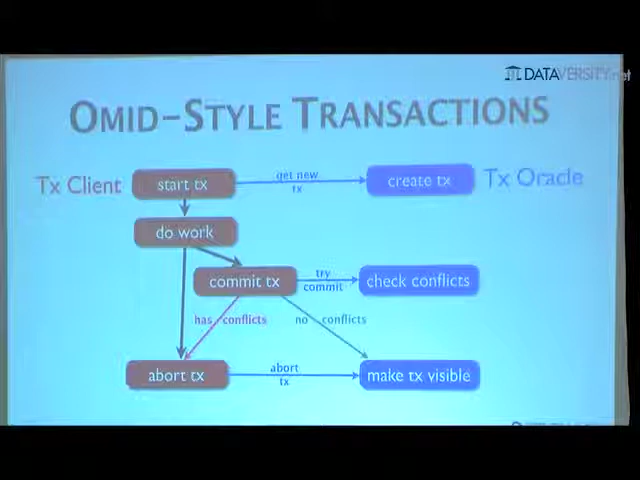 DATAVERSITY.net
OMID-STYLE TRANSACTIONS
Tx Client
start tx
get new
tx
create tx
Tx Oracle
do work
commit tx
try
commit
check conflicts
has conflicts
no conflicts
abort tx
abort
tx
make tx visible